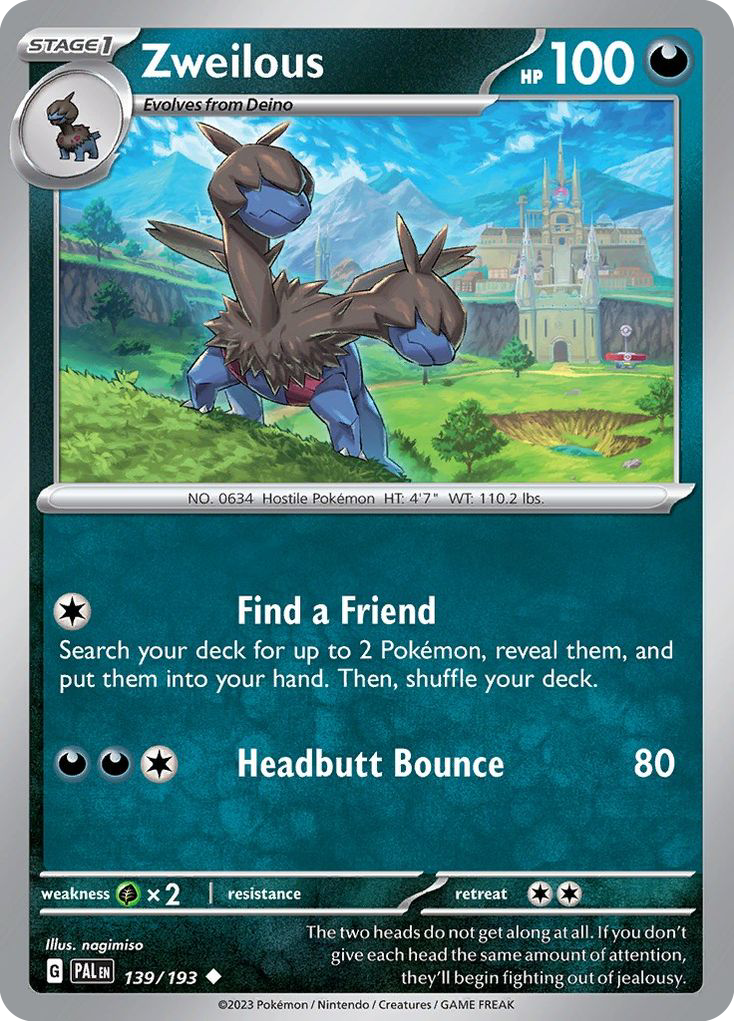 STAGE1
Zweilous
HP 100
Evolves from Deino
NO. 0634 Hostile Pokémon HT: 4'7" WT: 110.2 lbs.
Find a Friend
Search your deck for up to 2 Pokémon, reveal them, and
put them into your hand. Then, shuffle your deck.
Headbutt Bounce 80
weakness ×2 resistance retreat
Illus. nagimiso
The two heads do not get along at all. If you don't
give each head the same amount of attention,
they'll begin fighting out of jealousy.
G PAL EN 139/193
©2023 Pokémon / Nintendo / Creatures / GAME FREAK